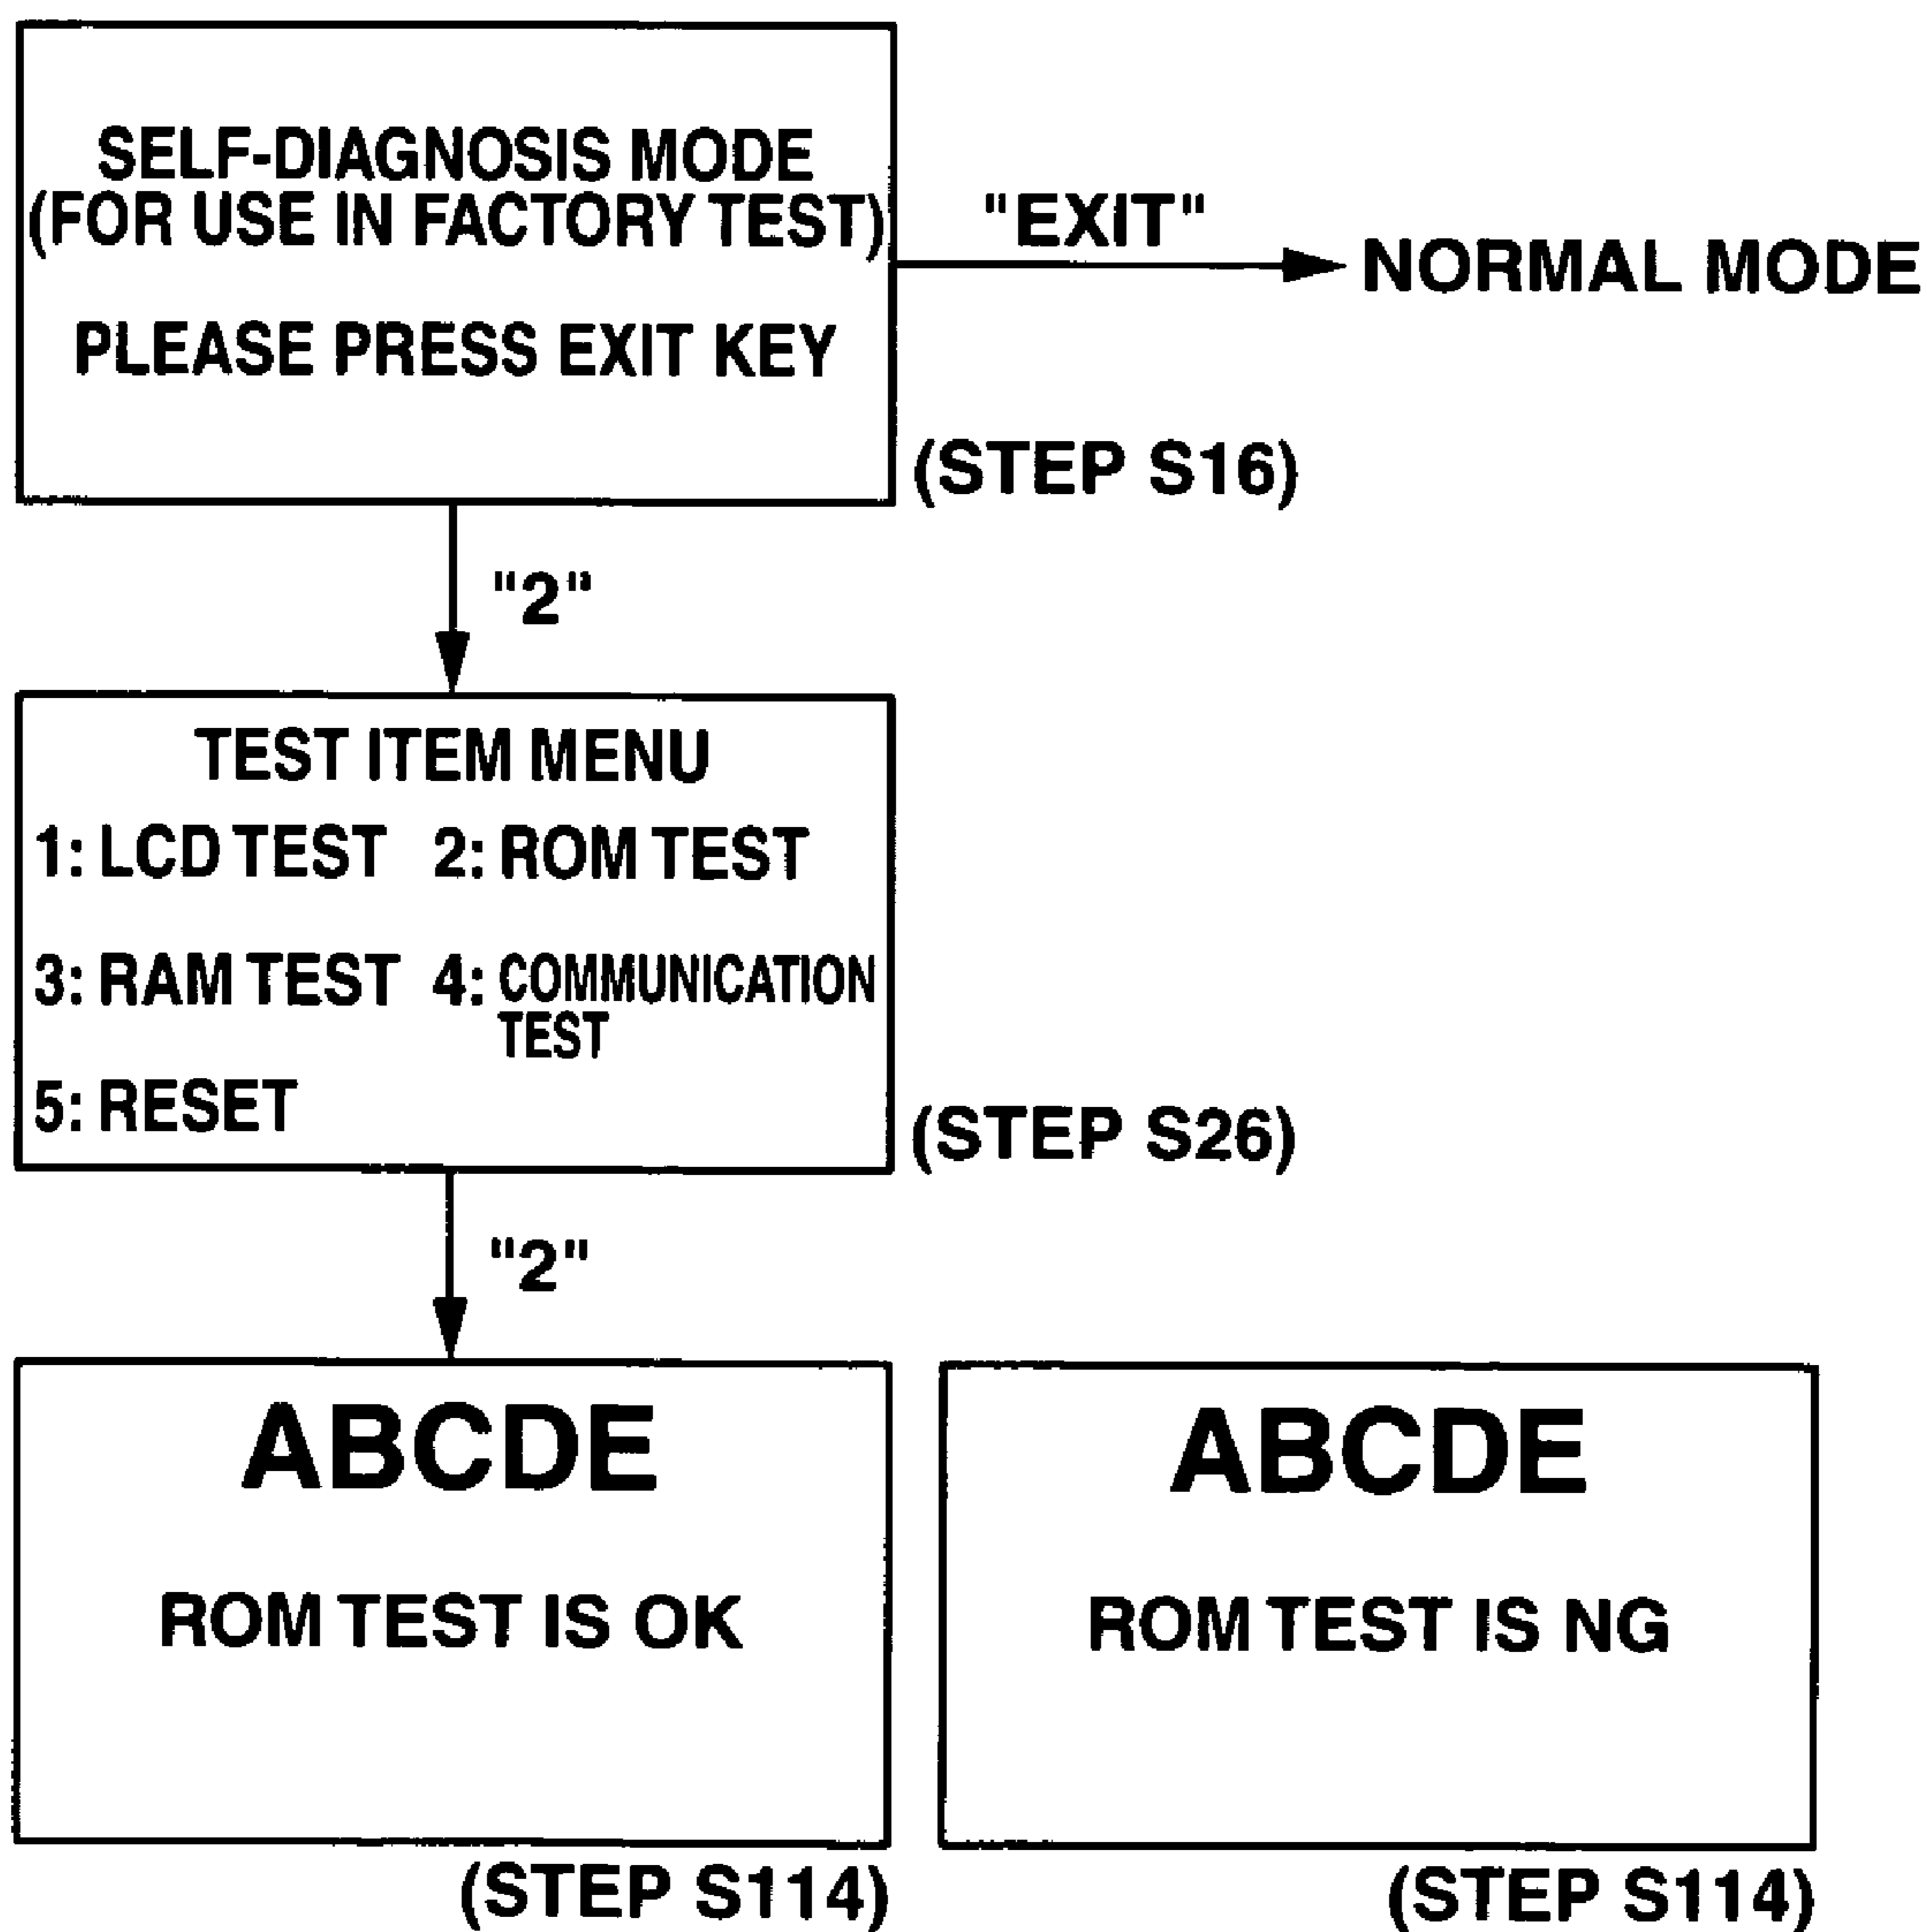 SELF-DIAGNOSIS MODE
(FOR USE IN FACTORY TEST)
PLEASE PRESS EXIT KEY
"EXIT"
NORMAL MODE
(STEP S16)
"2"
TEST ITEM MENU
1: LCD TEST 2: ROM TEST
3: RAM TEST 4: COMMUNICATION
TEST
5: RESET
(STEP S26)
"2"
ABCDE
ROM TEST IS OK
(STEP S114)
ABCDE
ROM TEST IS NG
(STEP S114)